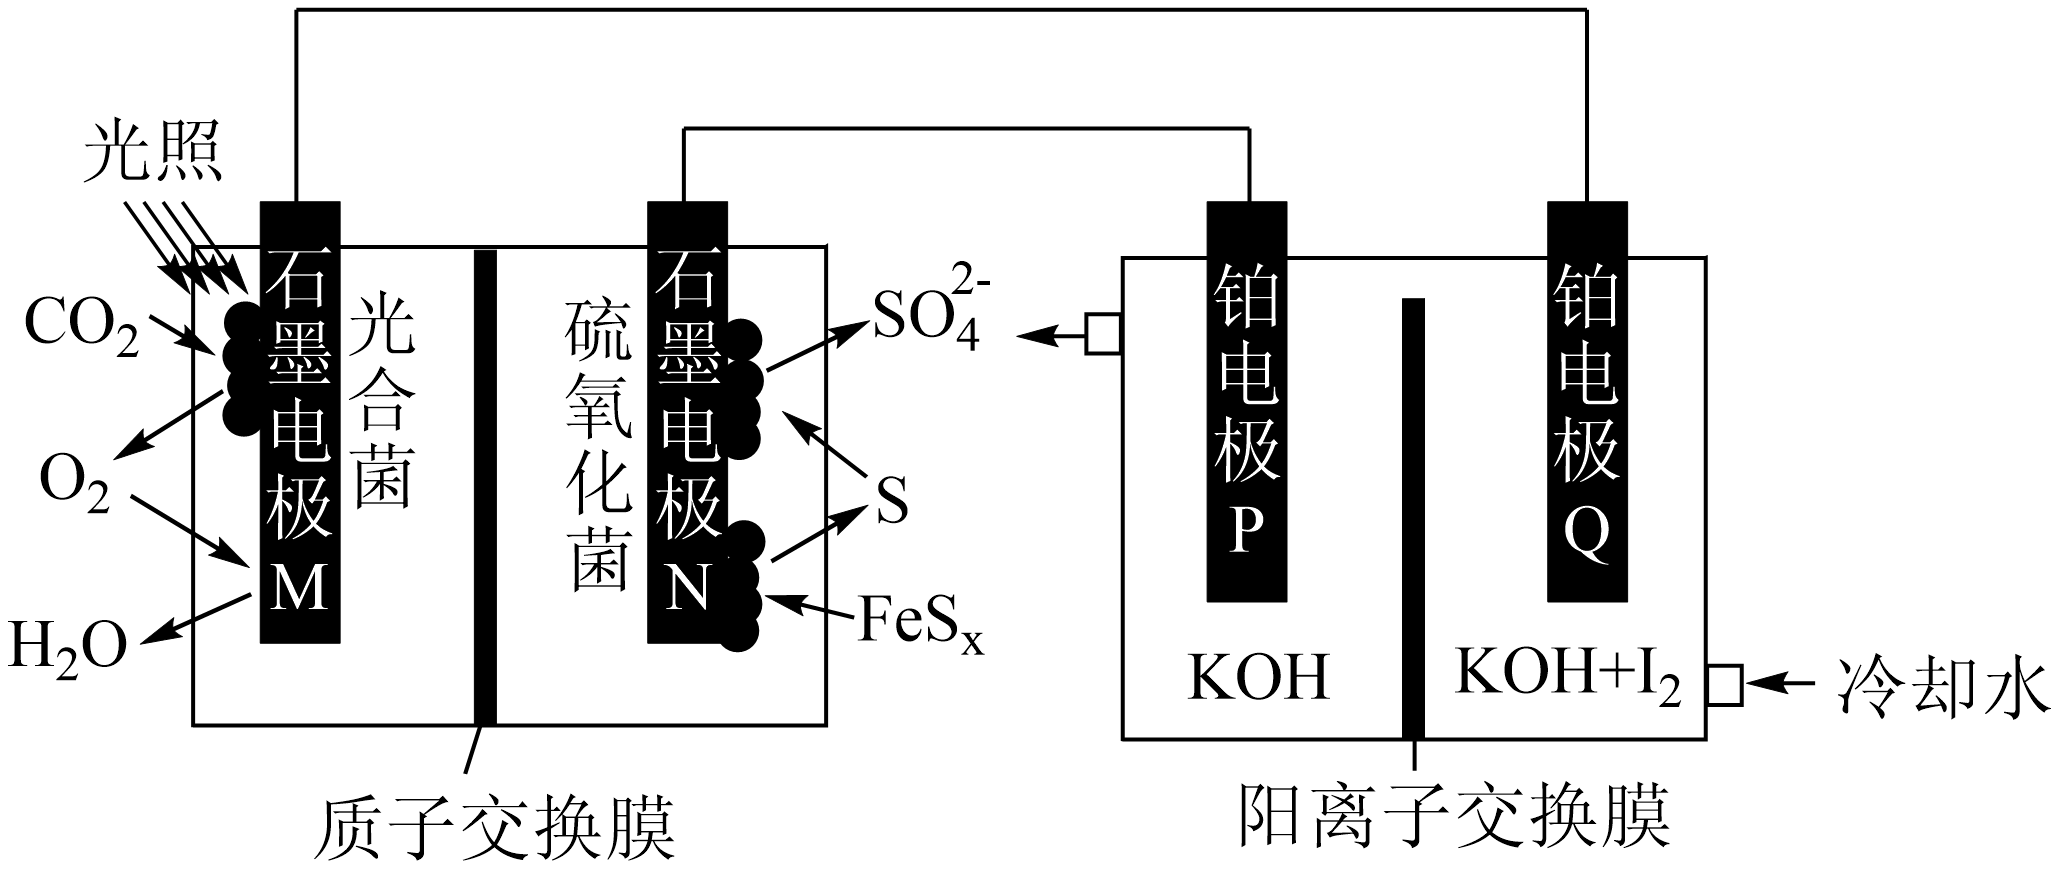 光照
CO₂
O₂
H₂O
石墨电极M
光合菌
硫氧化菌
石墨电极N
SO₄²⁻
S
FeSₓ
质子交换膜
铂电极P
铂电极Q
KOH
KOH+I₂
冷却水
阳离子交换膜